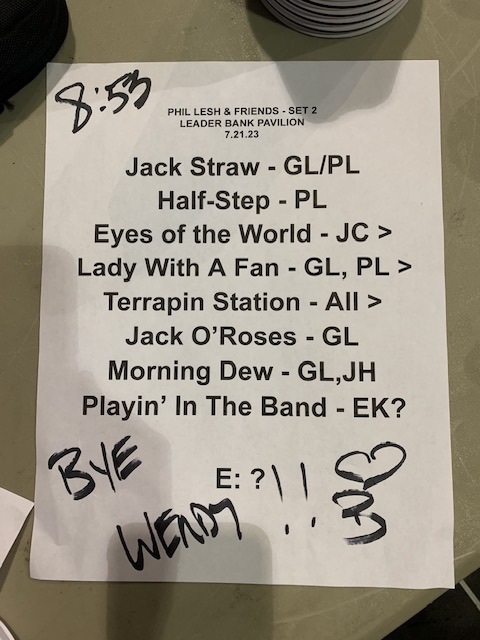 8:53
PHIL LESH & FRIENDS - SET 2
LEADER BANK PAVILION
7.21.23
Jack Straw - GL/PL
Half-Step - PL
Eyes of the World - JC >
Lady With A Fan - GL, PL >
Terrapin Station - All >
Jack O'Roses - GL
Morning Dew - GL,JH
Playin' In The Band - EK?
E: ?
BYE
WENDY !!